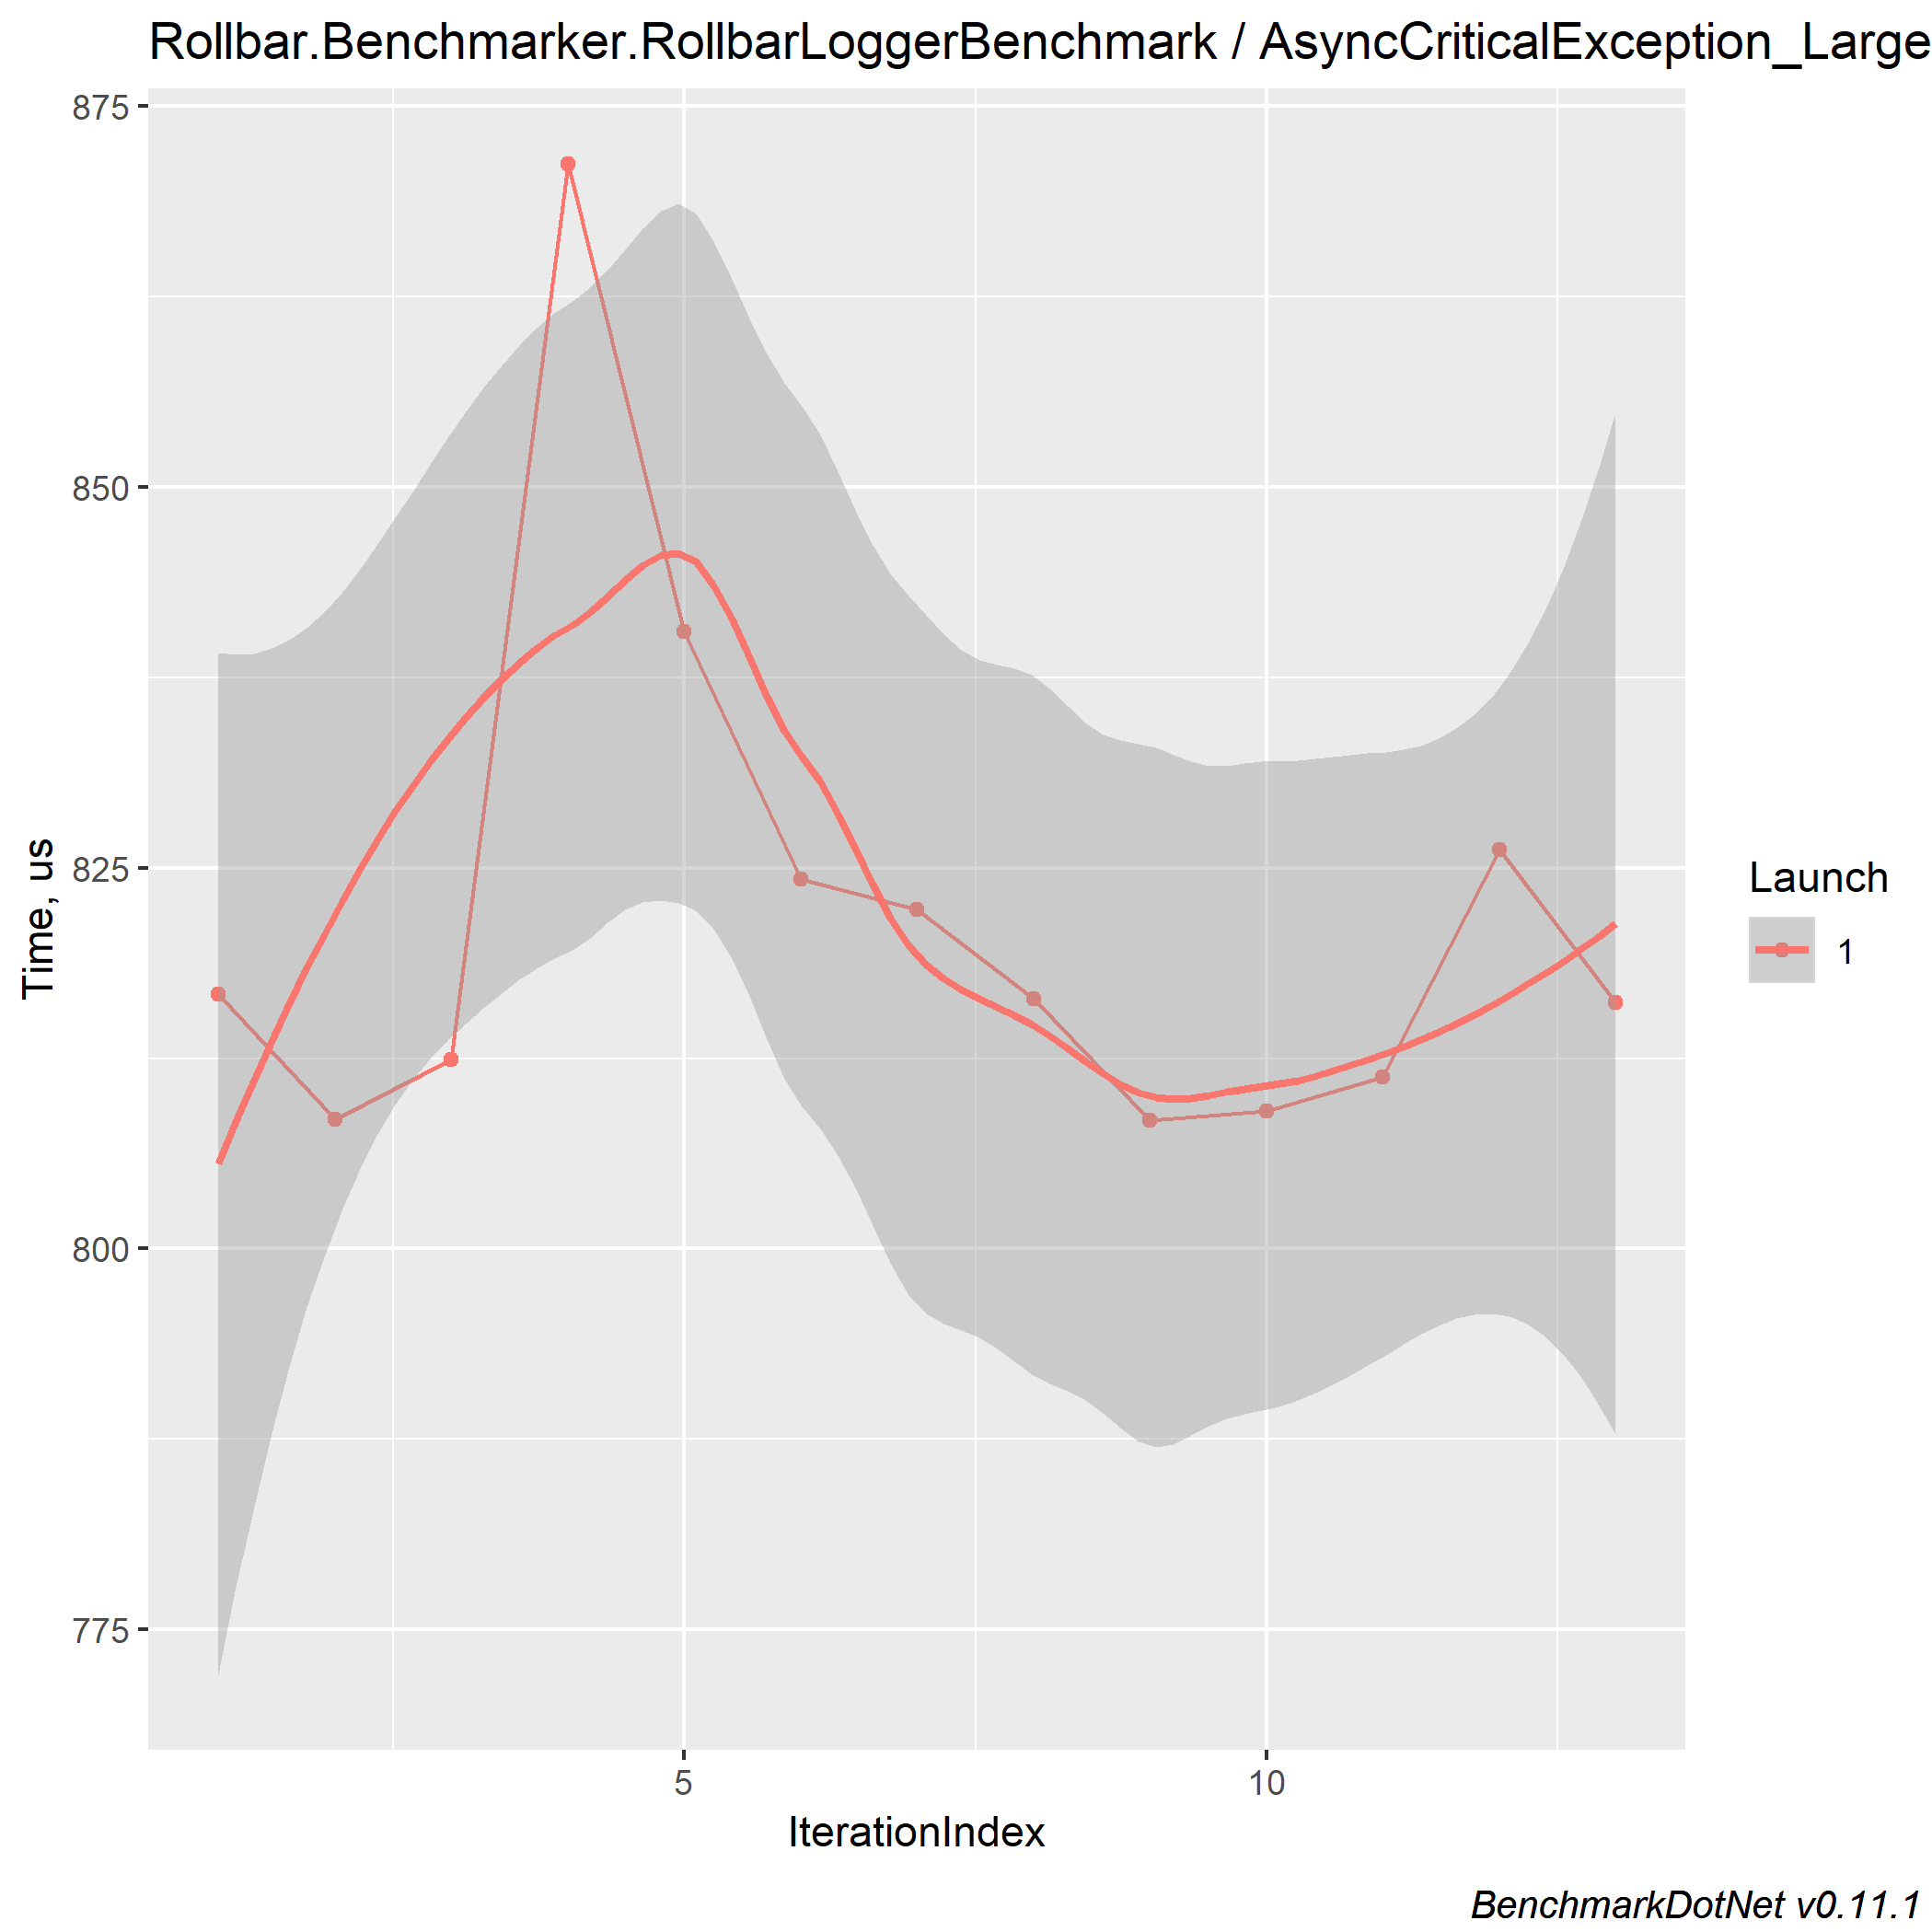 Rollbar.Benchmarker.RollbarLoggerBenchmark / AsyncCriticalException_Large
875
850
825
800
775
Time, us
5
10
IterationIndex
Launch
1
BenchmarkDotNet v0.11.1